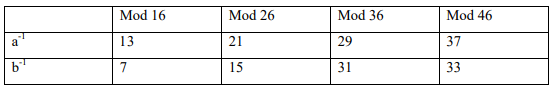 Mod 16 Mod 26 Mod 36 Mod 46
a⁻¹ 13 21 29 37
b⁻¹ 7 15 31 33